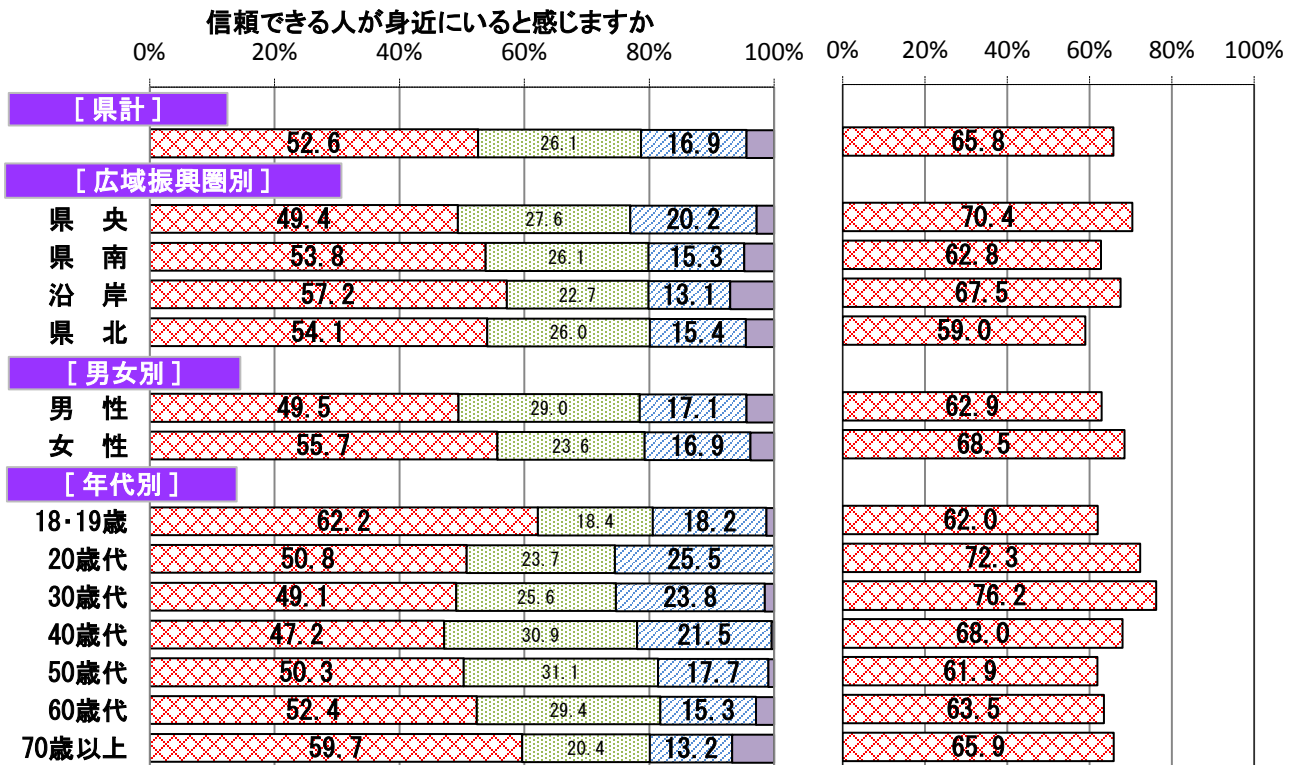 信頼できる人が身近にいると感じますか
0% 20% 40% 60% 80% 100% 0% 20% 40% 60% 80% 100%
[ 県計 ]
52.6 26.1 16.9 65.8
[ 広域振興圏別 ]
県 央 49.4 27.6 20.2 70.4
県 南 53.8 26.1 15.3 62.8
沿 岸 57.2 22.7 13.1 67.5
県 北 54.1 26.0 15.4 59.0
[ 男女別 ]
男 性 49.5 29.0 17.1 62.9
女 性 55.7 23.6 16.9 68.5
[ 年代別 ]
18・19歳 62.2 18.4 18.2 62.0
20歳代 50.8 23.7 25.5 72.3
30歳代 49.1 25.6 23.8 76.2
40歳代 47.2 30.9 21.5 68.0
50歳代 50.3 31.1 17.7 61.9
60歳代 52.4 29.4 15.3 63.5
70歳以上 59.7 20.4 13.2 65.9